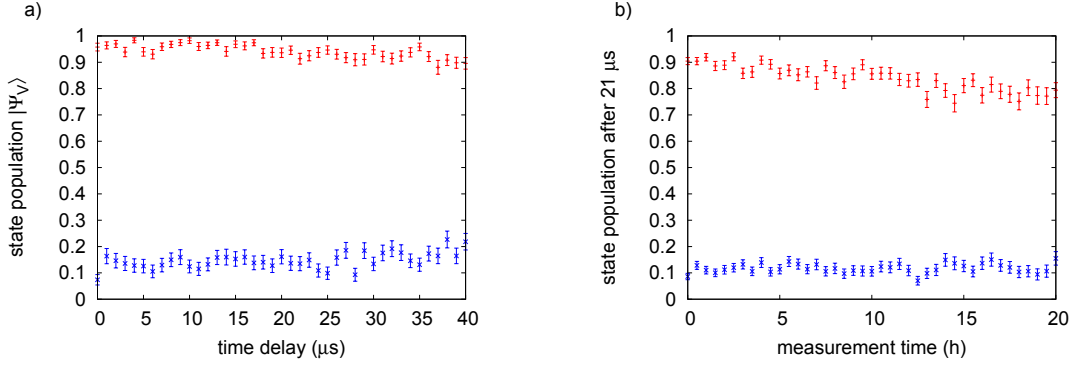 a)
state population |Ψ_V⟩
1
0.9
0.8
0.7
0.6
0.5
0.4
0.3
0.2
0.1
0
0 5 10 15 20 25 30 35 40
time delay (μs)
b)
state population after 21 μs
1
0.9
0.8
0.7
0.6
0.5
0.4
0.3
0.2
0.1
0
0 5 10 15 20
measurement time (h)